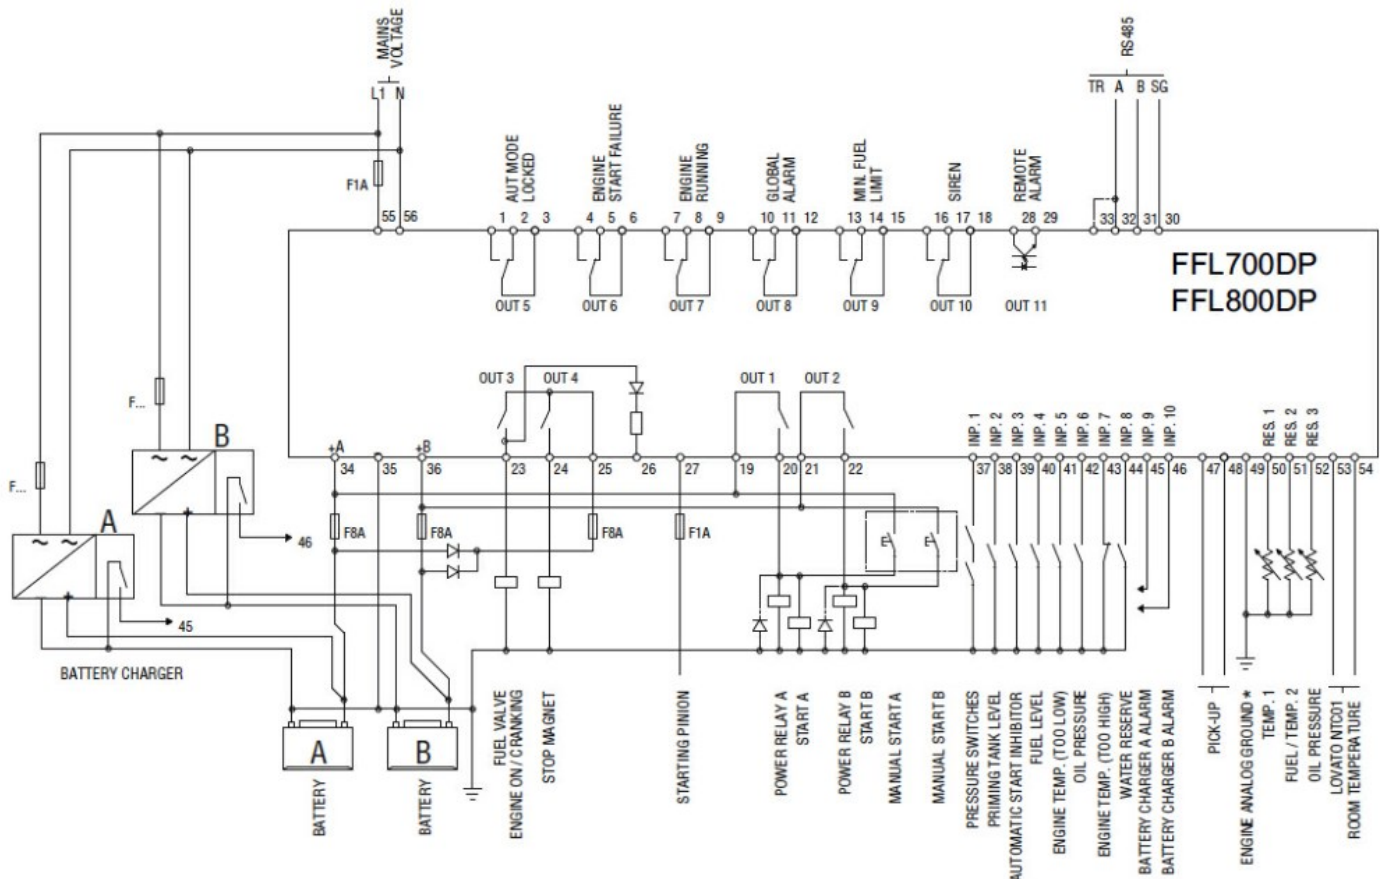 MAINS
VOLTAGE
L1 N
RS485
TR A B SG
F1A
55 56
AUT MODE
LOCKED
1 2 3
OUT 5
ENGINE
START FAILURE
4 5 6
OUT 6
ENGINE
RUNNING
7 8 9
OUT 7
GLOBAL
ALARM
10 11 12
OUT 8
MIN. FUEL
LIMIT
13 14 15
OUT 9
SIREN
16 17 18
OUT 10
REMOTE
ALARM
28 29
OUT 11
33 32 31 30
FFL700DP
FFL800DP
OUT 3 OUT 4
OUT 1 OUT 2
INP. 1
INP. 2
INP. 3
INP. 4
INP. 5
INP. 6
INP. 7
INP. 8
INP. 9
INP. 10
RES. 1
RES. 2
RES. 3
+A +B
34 35 36 23 24 25 26 27 19 20 21 22 37 38 39 40 41 42 43 44 45 46 47 48 49 50 51 52 53 54
F...
B
~ ~
- +
46
F...
A
~ ~
- +
45
BATTERY CHARGER
F8A F8A F8A F1A
A
BATTERY
B
BATTERY
FUEL VALVE
ENGINE ON / CRANKING
STOP MAGNET
STARTING PINION
POWER RELAY A
START A
POWER RELAY B
START B
MANUAL START A
MANUAL START B
PRESSURE SWITCHES
PRIMING TANK LEVEL
AUTOMATIC START INHIBITOR
FUEL LEVEL
ENGINE TEMP. (TOO LOW)
OIL PRESSURE
ENGINE TEMP. (TOO HIGH)
WATER RESERVE
BATTERY CHARGER A ALARM
BATTERY CHARGER B ALARM
PICK-UP
ENGINE ANALOG GROUND *
TEMP. 1
FUEL / TEMP. 2
OIL PRESSURE
LOVATO NTC01
ROOM TEMPERATURE